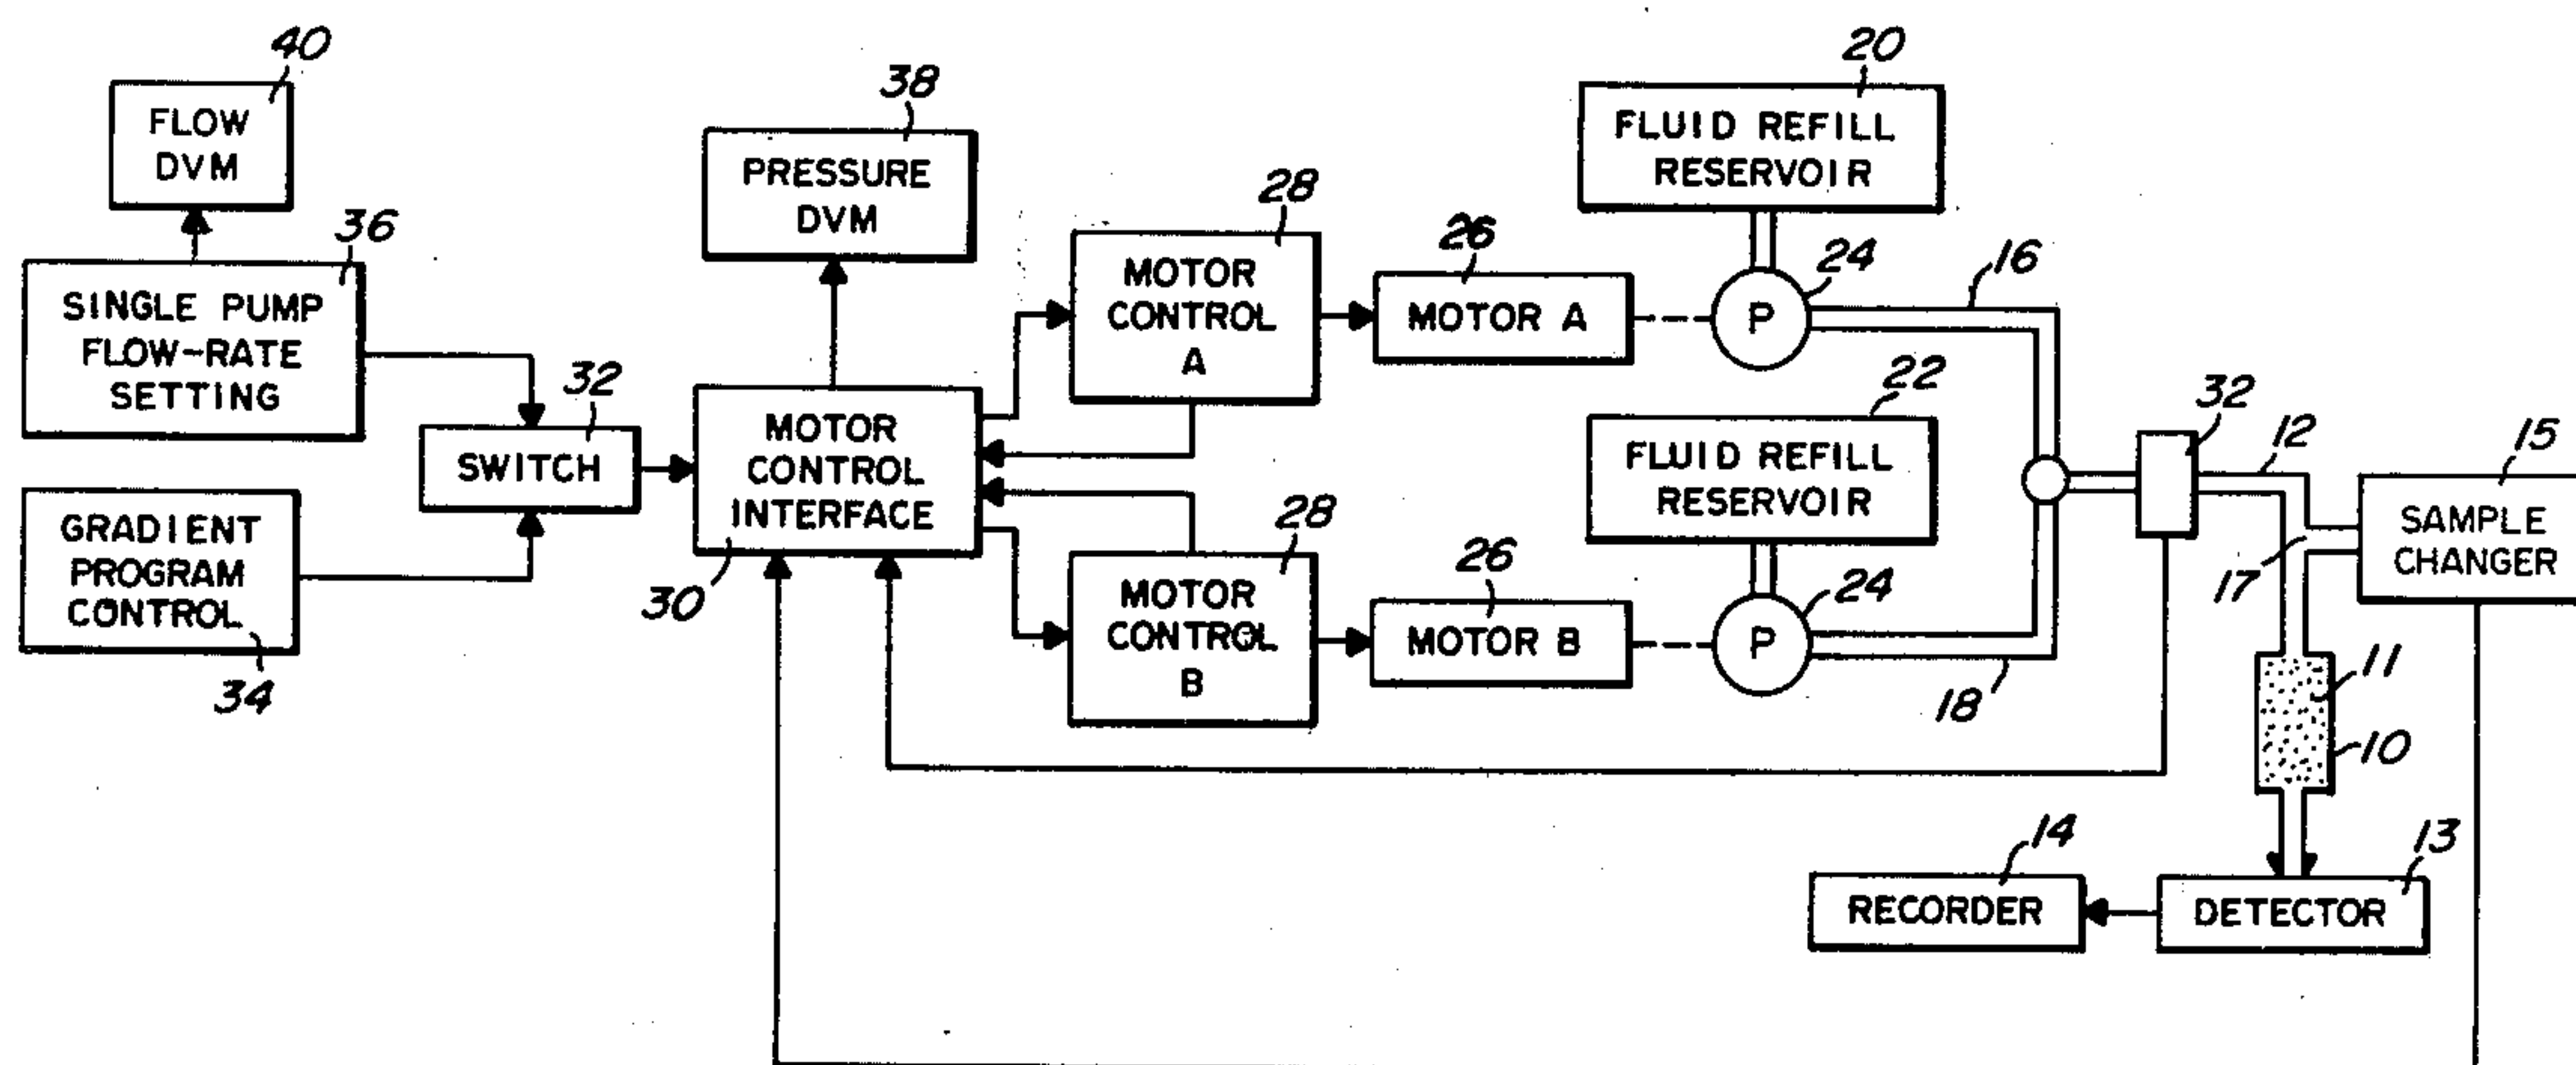 40
FLOW
DVM
36
SINGLE PUMP
FLOW-RATE
SETTING
32
SWITCH
GRADIENT
PROGRAM
CONTROL
34
38
PRESSURE
DVM
MOTOR
CONTROL
INTERFACE
30
28
MOTOR
CONTROL
A
28
MOTOR
CONTROL
B
26
MOTOR A
26
MOTOR B
20
FLUID REFILL
RESERVOIR
24
P
16
22
FLUID REFILL
RESERVOIR
24
P
18
32
12
15
SAMPLE
CHANGER
17
11
10
14
RECORDER
13
DETECTOR